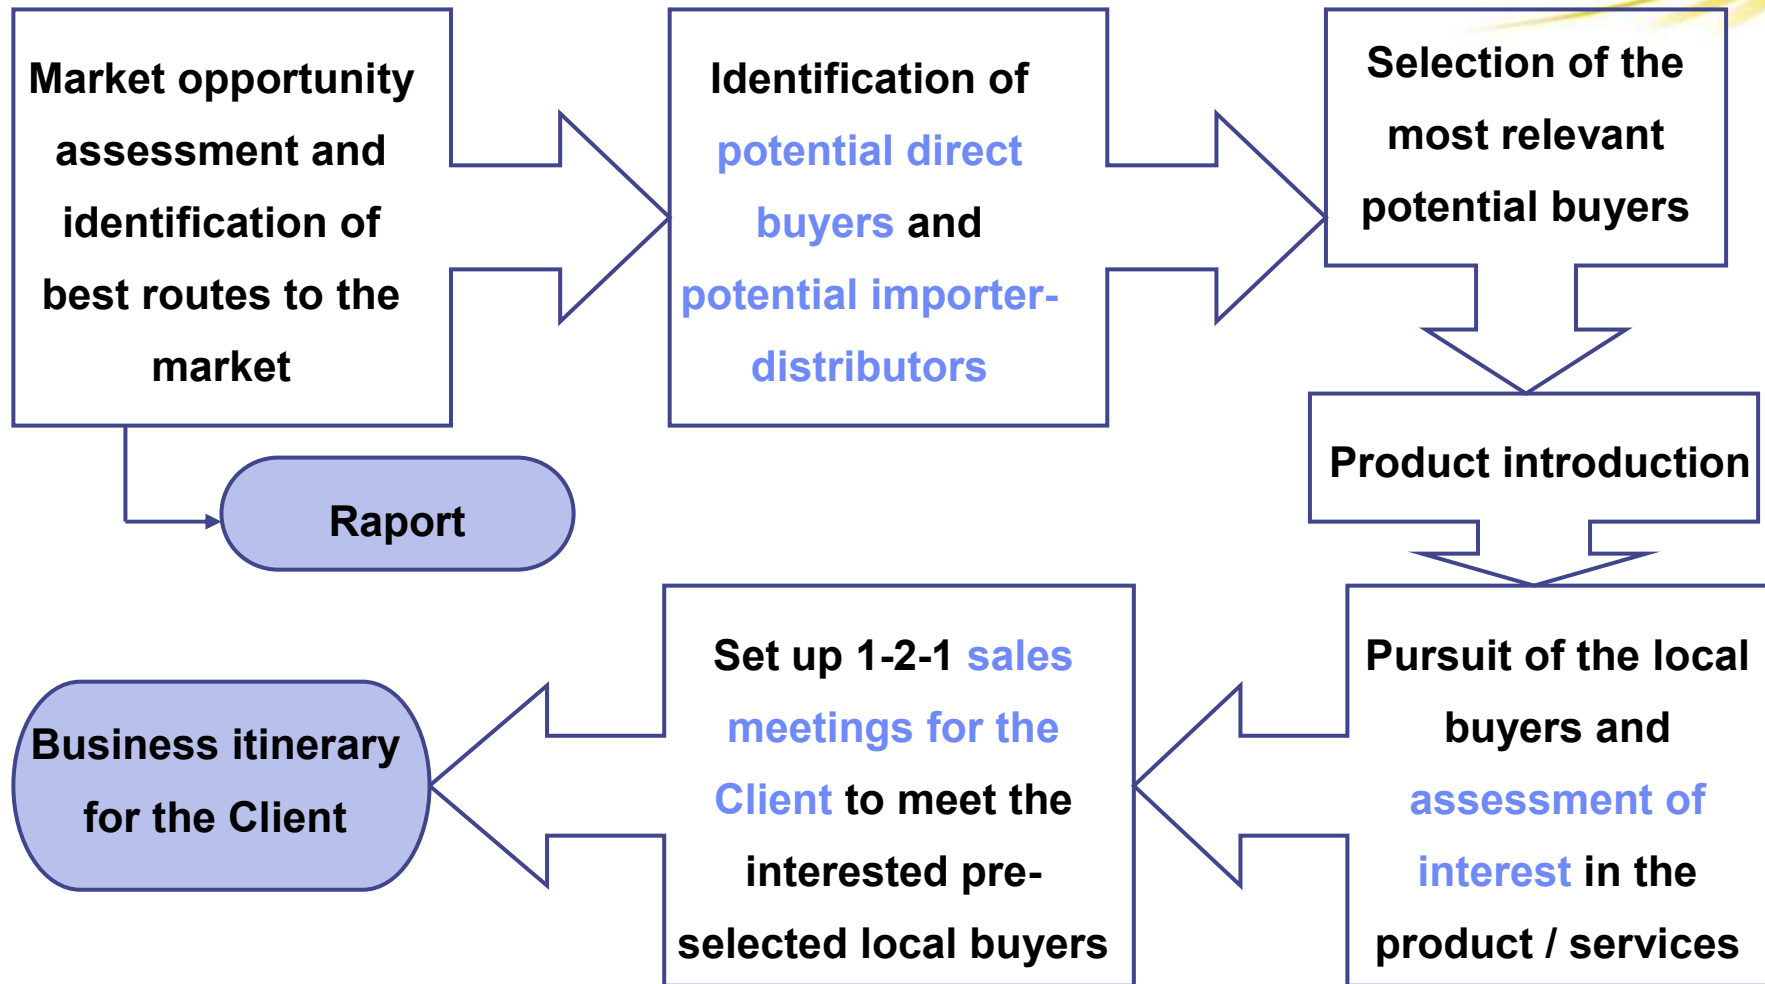 Market opportunity
assessment and
identification of
best routes to the
market
Identification of
potential direct
buyers and
potential importer-
distributors
Selection of the
most relevant
potential buyers
Product introduction
Raport
Pursuit of the local
buyers and
assessment of
interest in the
product / services
Set up 1-2-1 sales
meetings for the
Client to meet the
interested pre-
selected local buyers
Business itinerary
for the Client